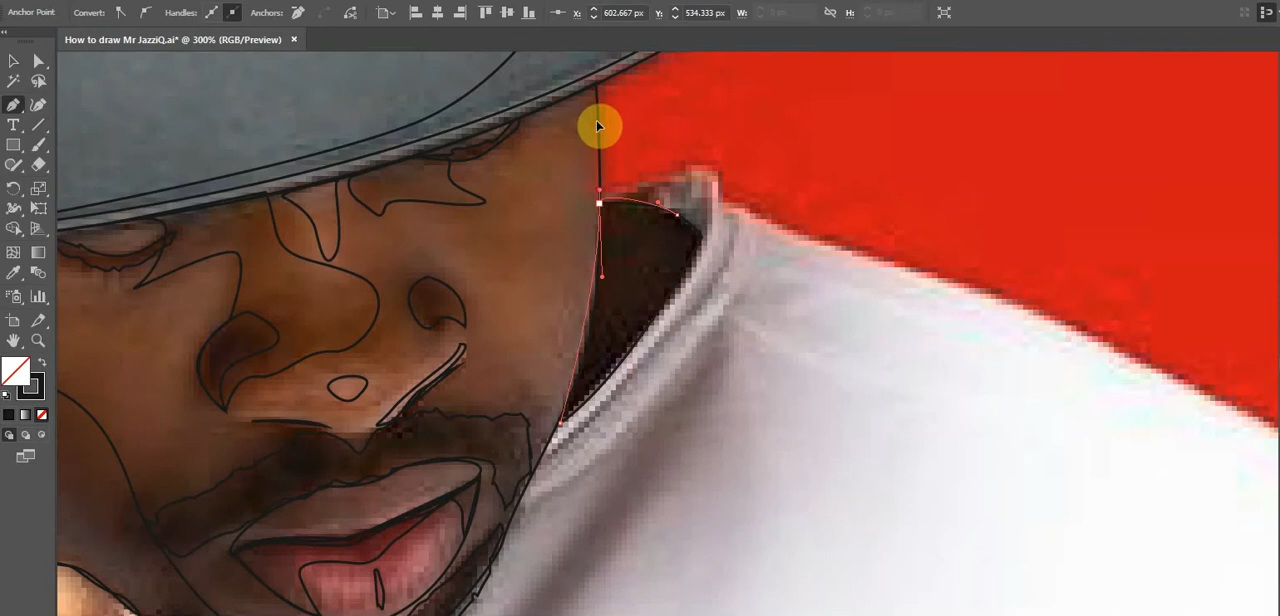 Anchor Point Convert: Handles: Anchors: X: 602.667 px Y: 534.333 px W: H:
How to draw Mr JazziQ.ai* @ 300% (RGB/Preview) ×